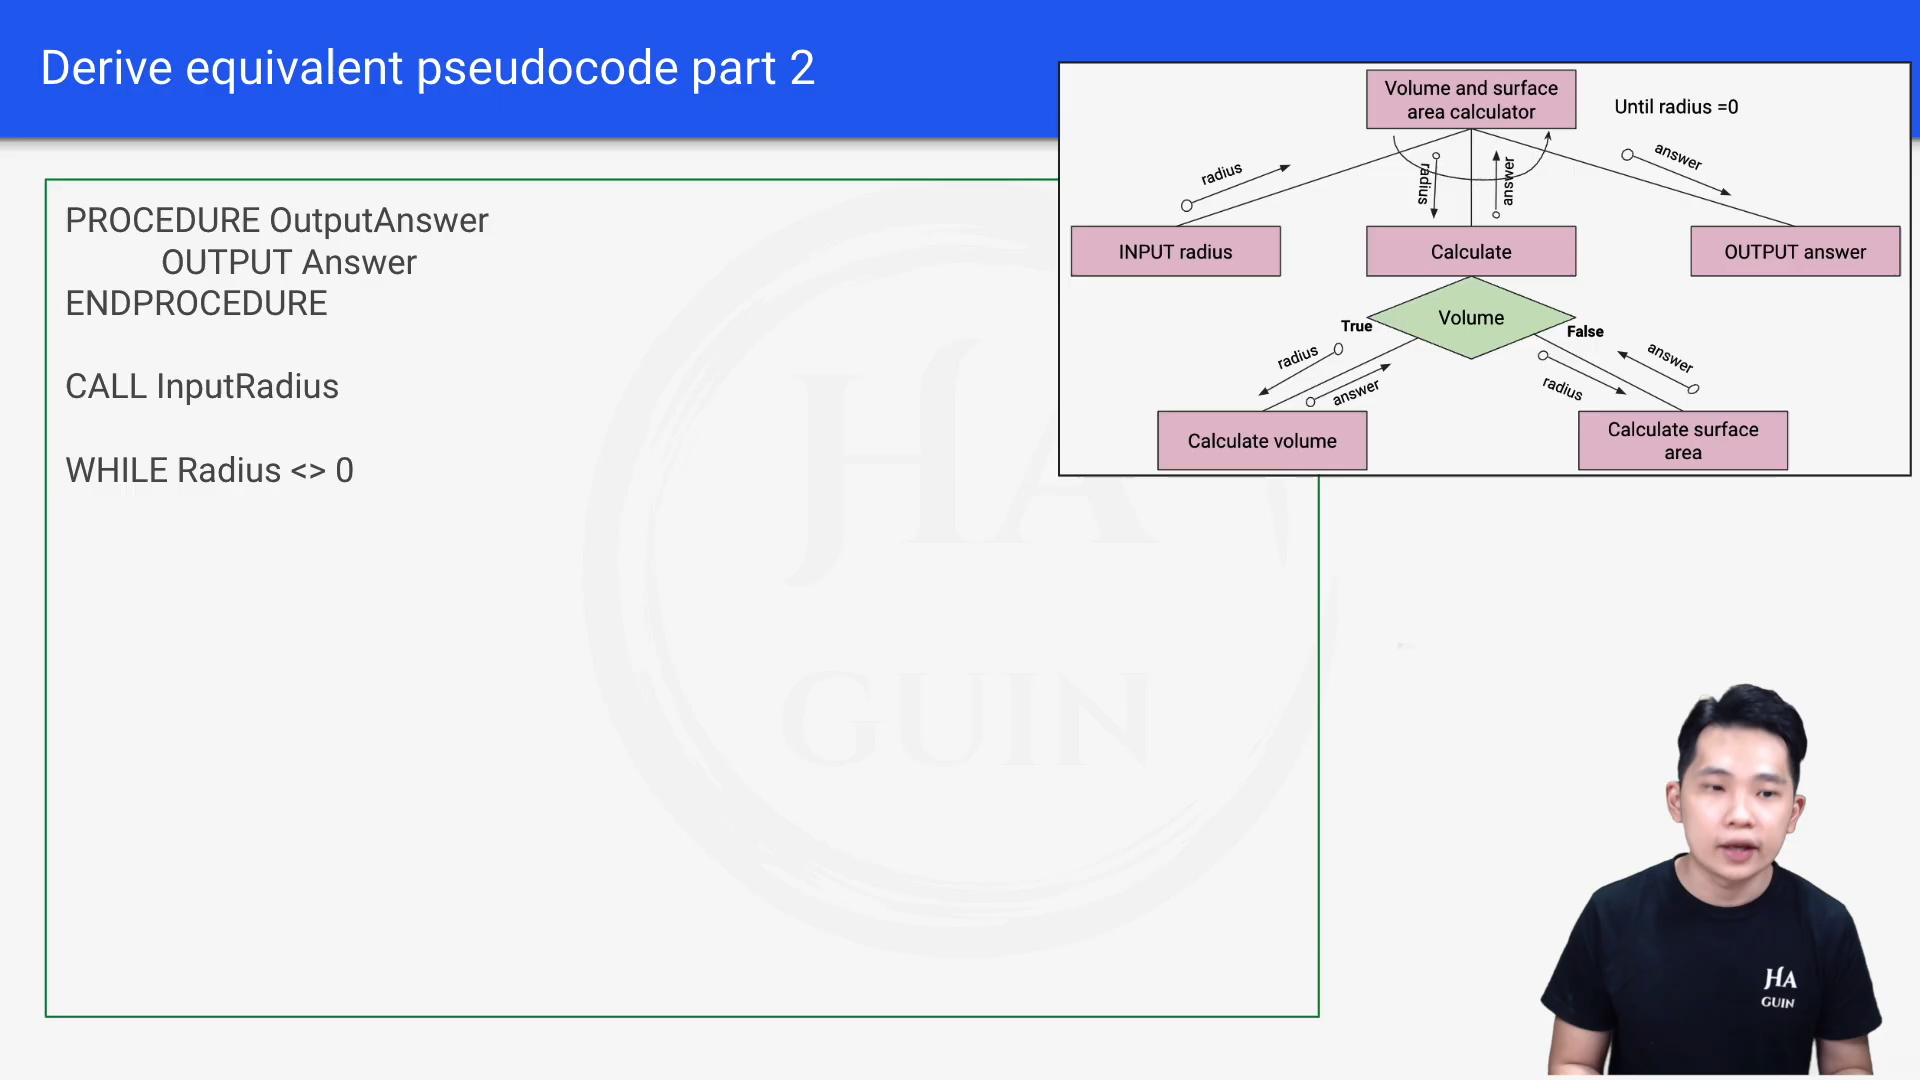 Derive equivalent pseudocode part 2
PROCEDURE OutputAnswer
OUTPUT Answer
ENDPROCEDURE
CALL InputRadius
WHILE Radius <> 0
Volume and surface
area calculator
Until radius =0
radius
radius
answer
answer
INPUT radius
Calculate
OUTPUT answer
Volume
True
False
radius
answer
radius
answer
Calculate volume
Calculate surface
area
HA
GUIN
HA
GUIN